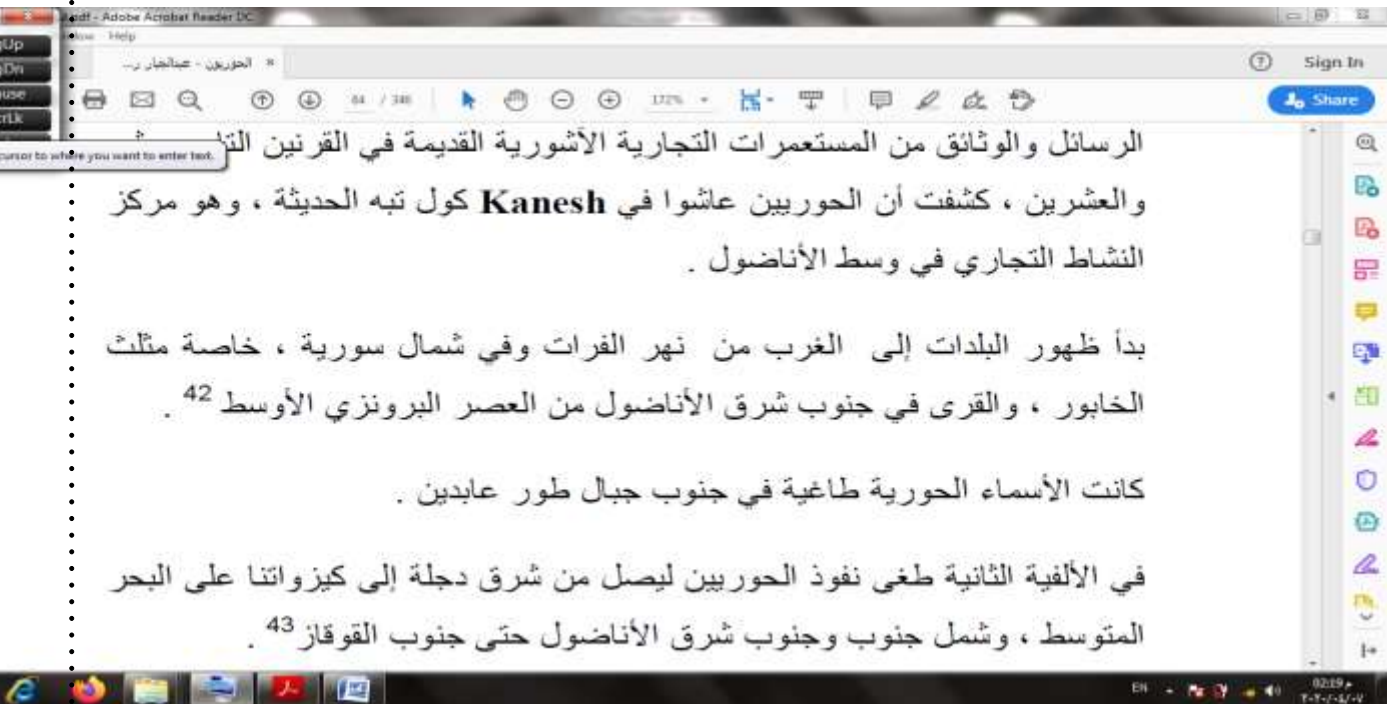 .pdf - Adobe Acrobat Reader DC
Help
الحوريون - عبدالجبار ر...
Sign In
84 / 346
172%
Share
cursor to where you want to enter text.
الرسائل والوثائق من المستعمرات التجارية الآشورية القديمة في القرنين
والعشرين ، كشفت أن الحوريين عاشوا في Kanesh كول تبه الحديثة ، وهو مركز
النشاط التجاري في وسط الأناضول .
بدأ ظهور البلدات إلى الغرب من نهر الفرات وفي شمال سورية ، خاصة مثلث
الخابور ، والقرى في جنوب شرق الأناضول من العصر البرونزي الأوسط 42 .
كانت الأسماء الحورية طاغية في جنوب جبال طور عابدين .
في الألفية الثانية طغى نفوذ الحوريين ليصل من شرق دجلة إلى كيزواتنا على البحر
المتوسط ، وشمل جنوب وجنوب شرق الأناضول حتى جنوب القوقاز 43 .
EN
02:19 م